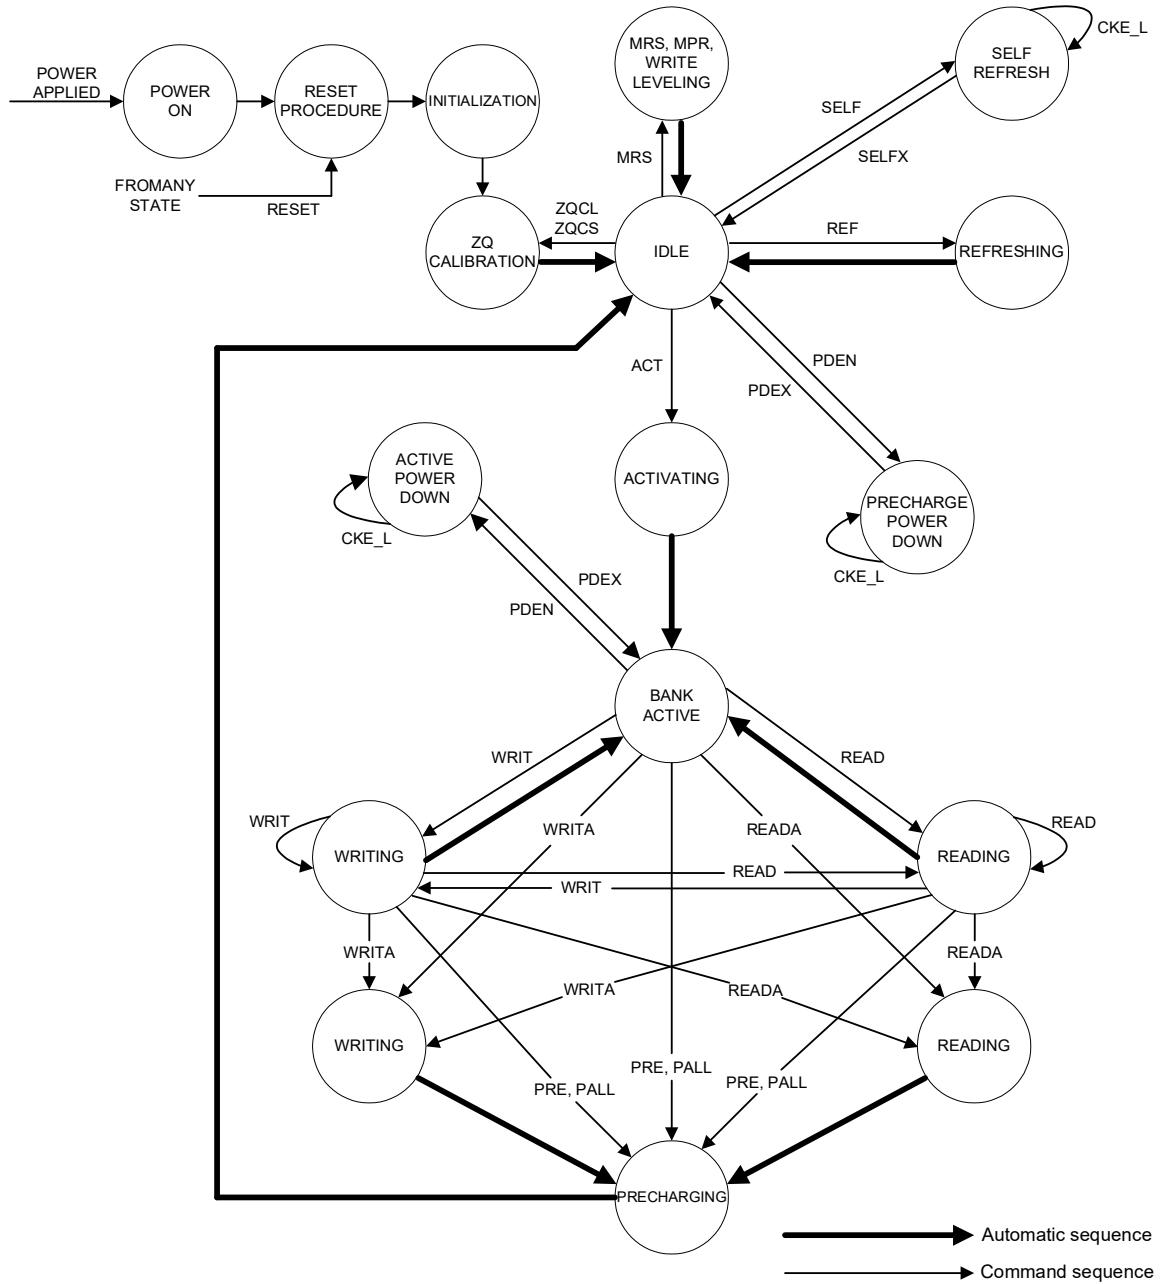 MRS, MPR,
WRITE
LEVELING
SELF
REFRESH
CKE_L
POWER
APPLIED
POWER
ON
RESET
PROCEDURE
INITIALIZATION
SELF
MRS
SELFX
FROMANY
STATE
RESET
ZQCL
ZQCS
ZQ
CALIBRATION
IDLE
REF
REFRESHING
ACT
PDEN
PDEX
ACTIVE
POWER
DOWN
CKE_L
ACTIVATING
PRECHARGE
POWER
DOWN
CKE_L
PDEX
PDEN
BANK
ACTIVE
WRIT
READ
WRIT
WRITA
READA
READ
WRITING
READING
READ
WRIT
WRITA
READA
WRITA
READA
WRITING
READING
PRE, PALL
PRE, PALL
PRE, PALL
PRECHARGING
Automatic sequence
Command sequence